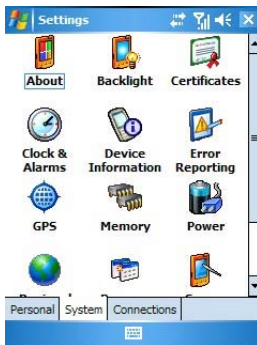 Settings
About Backlight Certificates
Clock & Alarms Device Information Error Reporting
GPS Memory Power
Personal System Connections